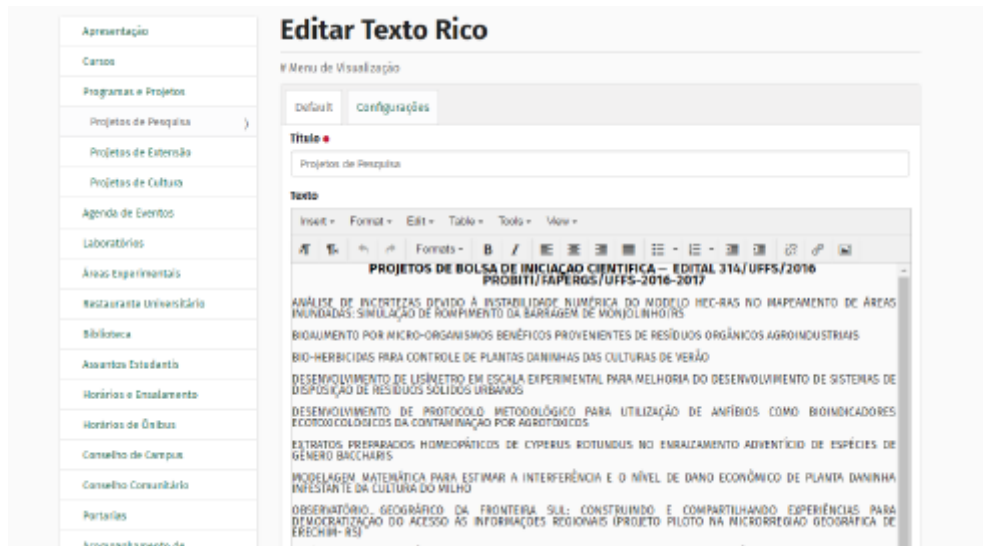 Apresentação
Cursos
Programas e Projetos
Projetos de Pesquisa
Projetos de Extensão
Projetos de Cultura
Agenda de Eventos
Laboratórios
Áreas Experimentais
Restaurante Universitário
Biblioteca
Assuntos Estudantis
Horários e Ensalamento
Horários de Ônibus
Conselho de Campus
Conselho Comunitário
Portarias
Acompanhamento de
Editar Texto Rico
# Menu de Visualização
Default Configurações
Título
Projetos de Pesquisa
Texto
Insert Format Edit Table Tools View
Formats B I
PROJETOS DE BOLSA DE INICIAÇÃO CIENTÍFICA – EDITAL 314/UFFS/2016
PROBITI/FAPERGS/UFFS-2016-2017
ANÁLISE DE INCERTEZAS DEVIDO À INSTABILIDADE NUMÉRICA DO MODELO HEC-RAS NO MAPEAMENTO DE ÁREAS
INUNDADAS: SIMULAÇÃO DE ROMPIMENTO DA BARRAGEM DE MONJOLINHO/RS
BIOAUMENTO POR MICRO-ORGANISMOS BENÉFICOS PROVENIENTES DE RESÍDUOS ORGÂNICOS AGROINDUSTRIAIS
BIO-HERBICIDAS PARA CONTROLE DE PLANTAS DANINHAS DAS CULTURAS DE VERÃO
DESENVOLVIMENTO DE LISÍMETRO EM ESCALA EXPERIMENTAL PARA MELHORIA DO DESENVOLVIMENTO DE SISTEMAS DE
DISPOSIÇÃO DE RESÍDUOS SÓLIDOS URBANOS
DESENVOLVIMENTO DE PROTOCOLO METODOLÓGICO PARA UTILIZAÇÃO DE ANFÍBIOS COMO BIOINDICADORES
ECOTOXOCOLÓGICOS DA CONTAMINAÇÃO POR AGROTÓXICOS
EXTRATOS PREPARADOS HOMEOPÁTICOS DE CYPERUS ROTUNDUS NO ENRAIZAMENTO ADVENTÍCIO DE ESPÉCIES DE
GÊNERO BACCHARIS
MODELAGEM MATEMÁTICA PARA ESTIMAR A INTERFERÊNCIA E O NÍVEL DE DANO ECONÔMICO DE PLANTA DANINHA
INFESTANTE DA CULTURA DO MILHO
OBSERVATÓRIO GEOGRÁFICO DA FRONTEIRA SUL: CONSTRUINDO E COMPARTILHANDO EXPERIÊNCIAS PARA
DEMOCRATIZAÇÃO DO ACESSO ÀS INFORMAÇÕES REGIONAIS (PROJETO PILOTO NA MICRORREGIÃO GEOGRÁFICA DE
ERECHIM- RS)